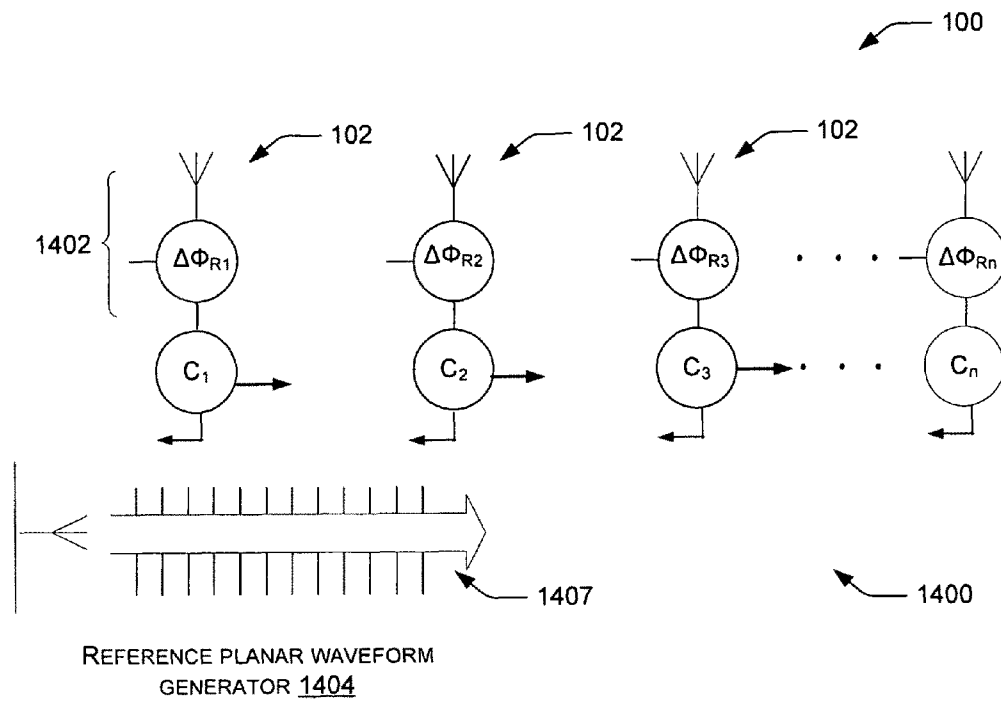 100
102 102 102
1402
ΔΦR1 ΔΦR2 ΔΦR3 . . . ΔΦRn
C1 C2 C3 . . . Cn
1407 1400
REFERENCE PLANAR WAVEFORM
GENERATOR 1404